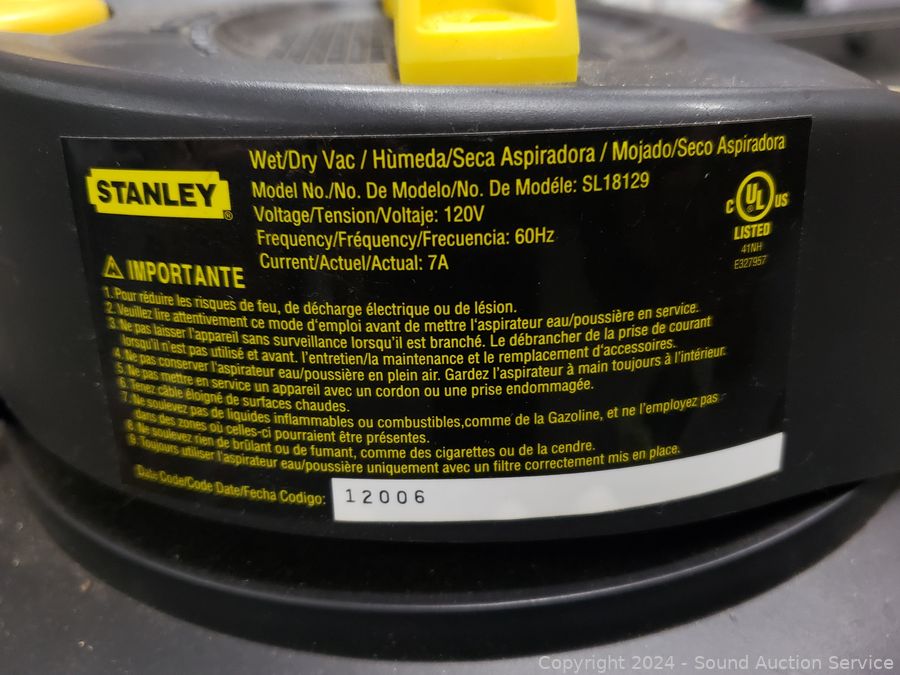 STANLEY®
Wet/Dry Vac / Hùmeda/Seca Aspiradora / Mojado/Seco Aspiradora
Model No./No. De Modelo/No. De Modéle: SL18129
Voltage/Tension/Voltaje: 120V
Frequency/Fréquency/Frecuencia: 60Hz
Current/Actuel/Actual: 7A
C UL US
LISTED
41NH
E327957
⚠ IMPORTANTE
1. Pour réduire les risques de feu, de décharge électrique ou de lésion.
2. Veuillez lire attentivement ce mode d'emploi avant de mettre l'aspirateur eau/poussière en service.
3. Ne pas laisser l'appareil sans surveillance lorsqu'il est branché. Le débrancher de la prise de courant
lorsqu'il n'est pas utilisé et avant. l'entretien/la maintenance et le remplacement d'accessoires.
4. Ne pas conserver l'aspirateur eau/poussière en plein air. Gardez l'aspirateur à main toujours à l'intérieur.
5. Ne pas mettre en service un appareil avec un cordon ou une prise endommagée.
6. Tenez câble éloigné de surfaces chaudes.
7. Ne soulevez pas de liquides inflammables ou combustibles,comme de la Gazoline, et ne l'employez pas
dans des zones où celles-ci pourraient être présentes.
8. Ne soulevez rien de brûlant ou de fumant, comme des cigarettes ou de la cendre.
9. Toujours utiliser l'aspirateur eau/poussière uniquement avec un filtre correctement mis en place.
Date Code/Code Date/Fecha Codigo: 12006
Copyright 2024 - Sound Auction Service